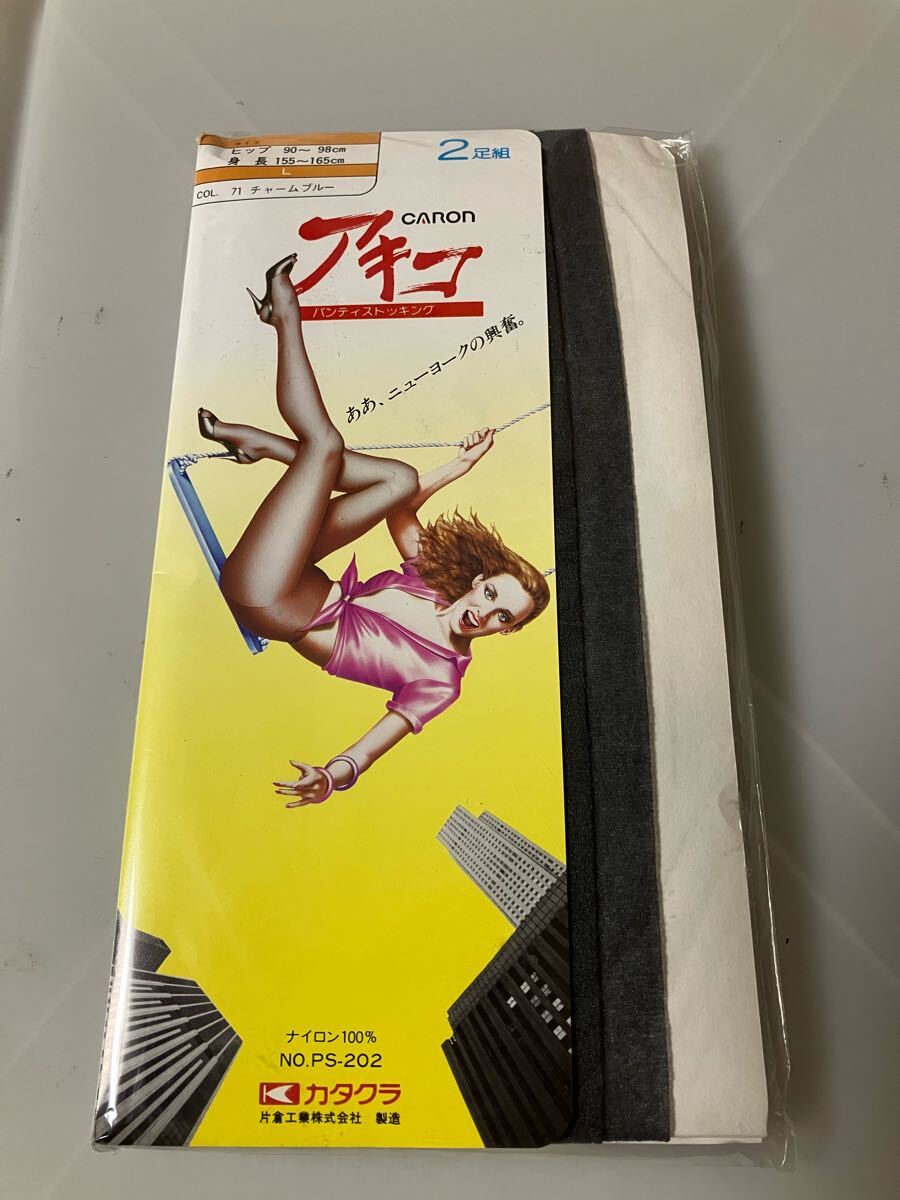 サイズ
ヒップ 90～98cm
身長 155～165cm
L
COL. 71 チャームブルー
2足組
CARON
アキコ
パンティストッキング
ああ、ニューヨークの興奮。
ナイロン100%
NO.PS-202
カタクラ
片倉工業株式会社 製造